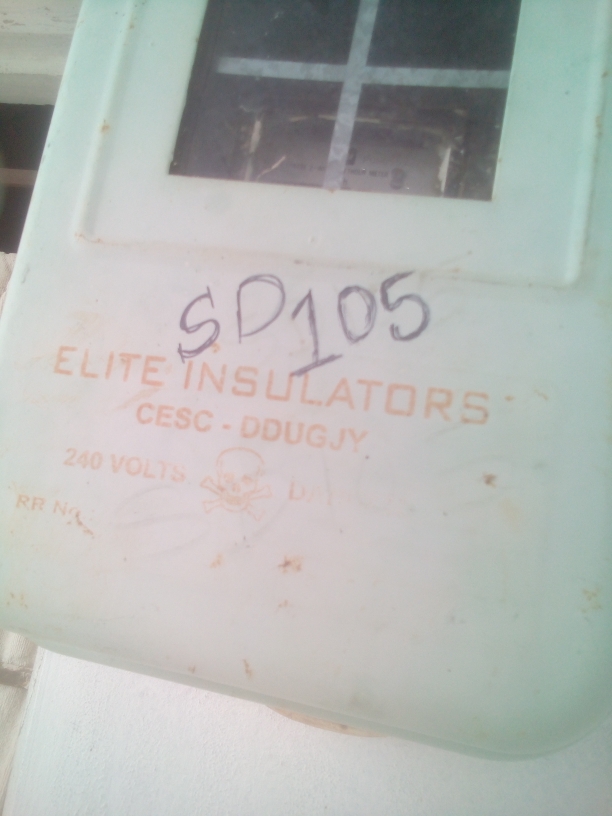 SD105
ELITE INSULATORS
CESC - DDUGJY
240 VOLTS
RR No.